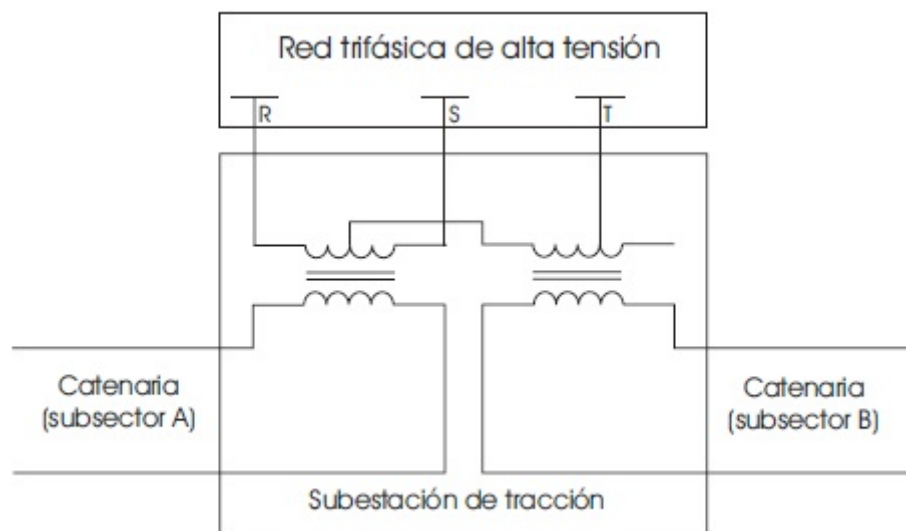 Red trifásica de alta tensión
R
S
T
Catenaria
(subsector A)
Catenaria
(subsector B)
Subestación de tracción